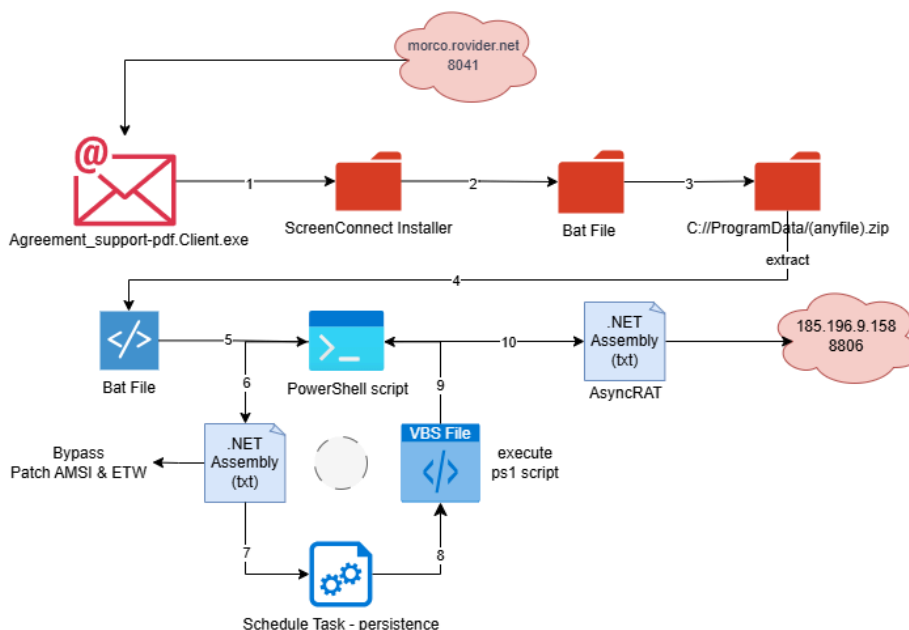 morco.rovider.net
8041
@
1
2
3
Agreement_support-pdf.Client.exe
ScreenConnect Installer
Bat File
C://ProgramData/(anyfile).zip
extract
4
</>
Bat File
5
>_
PowerShell script
10
.NET
Assembly
(txt)
AsyncRAT
185.196.9.158
8806
6
9
.NET
Assembly
(txt)
Bypass
Patch AMSI & ETW
VBS File
</>
execute
ps1 script
7
8
Schedule Task - persistence